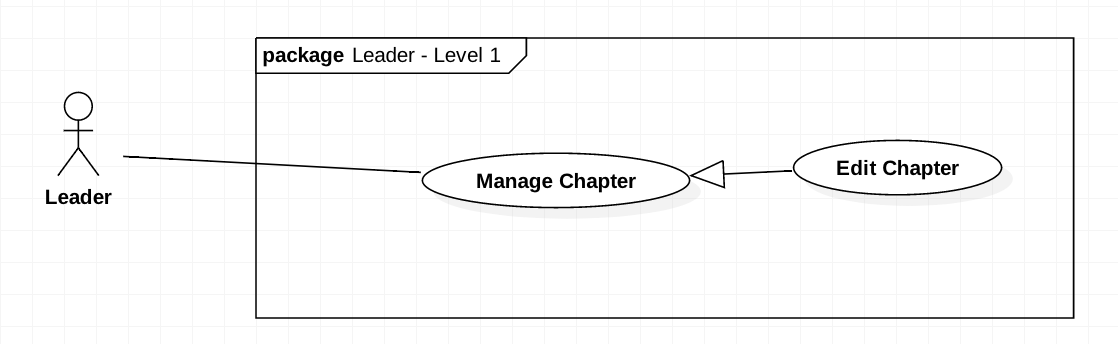 package Leader - Level 1
Leader
Manage Chapter
Edit Chapter